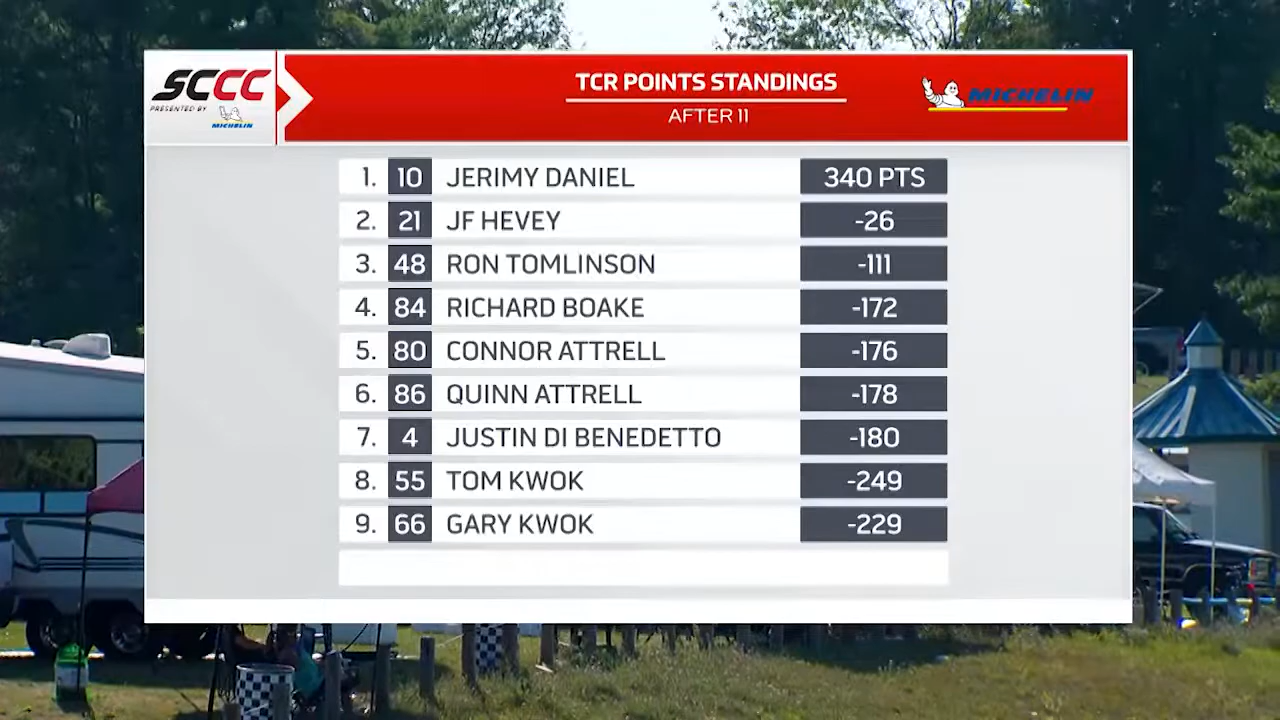 SCCC
PRESENTED BY
MICHELIN
TCR POINTS STANDINGS
AFTER 11
MICHELIN
1. 10 JERIMY DANIEL 340 PTS
2. 21 JF HEVEY -26
3. 48 RON TOMLINSON -111
4. 84 RICHARD BOAKE -172
5. 80 CONNOR ATTRELL -176
6. 86 QUINN ATTRELL -178
7. 4 JUSTIN DI BENEDETTO -180
8. 55 TOM KWOK -249
9. 66 GARY KWOK -229